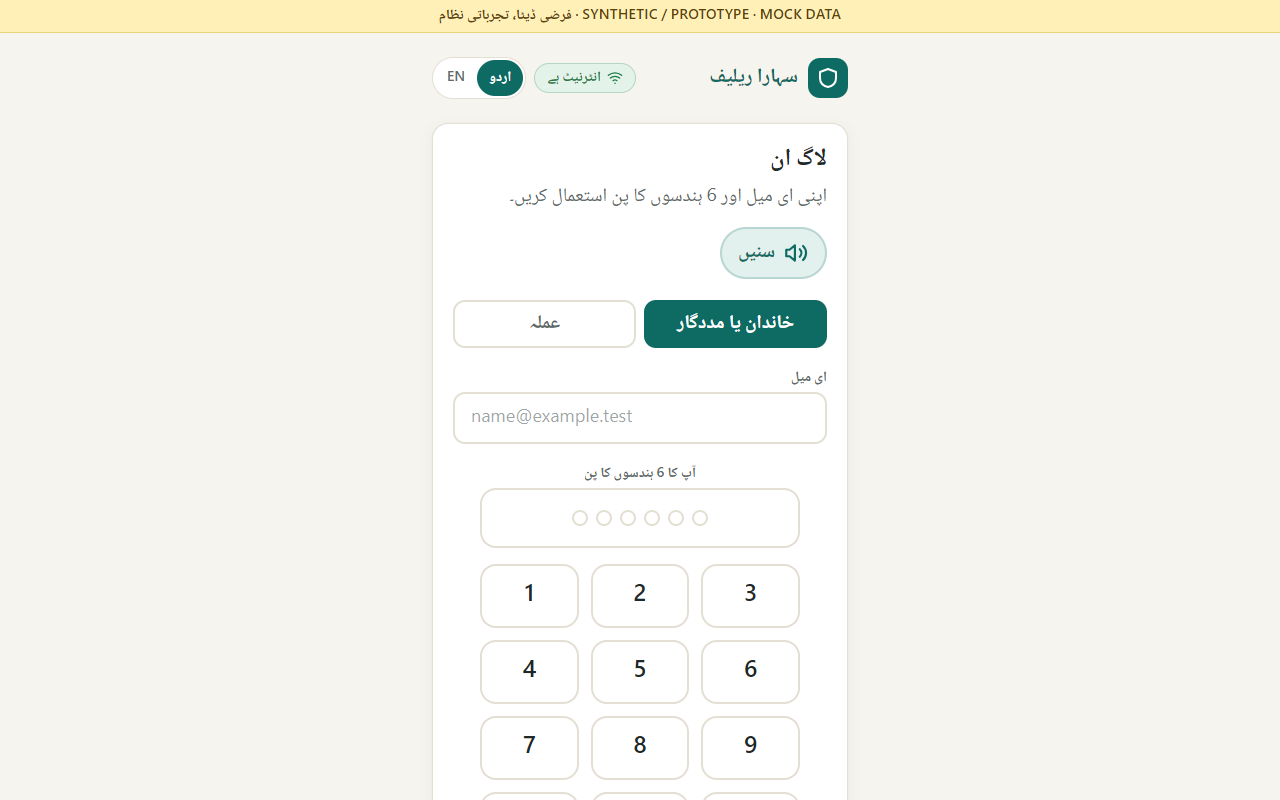 SYNTHETIC / PROTOTYPE · MOCK DATA · فرضی ڈیٹا، تجرباتی نظام
سہارا ریلیف
انٹرنیٹ ہے
اردو
EN
لاگ ان
اپنی ای میل اور 6 ہندسوں کا پن استعمال کریں۔
سنیں
خاندان یا مددگار
عملہ
ای میل
name@example.test
آپ کا 6 ہندسوں کا پن
1 2 3
4 5 6
7 8 9